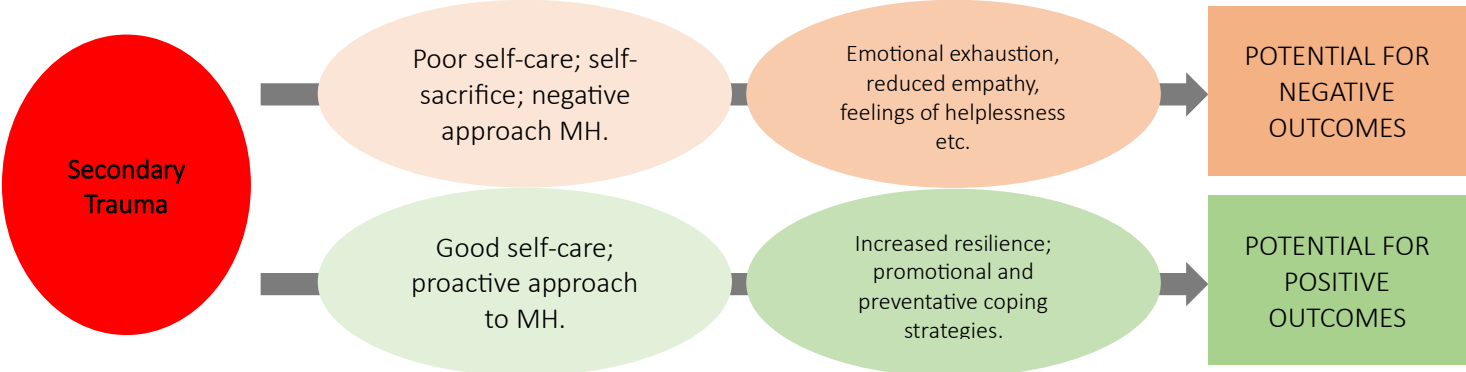 Secondary
Trauma
Poor self-care; self-
sacrifice; negative
approach MH.
Emotional exhaustion,
reduced empathy,
feelings of helplessness
etc.
POTENTIAL FOR
NEGATIVE
OUTCOMES
Good self-care;
proactive approach
to MH.
Increased resilience;
promotional and
preventative coping
strategies.
POTENTIAL FOR
POSITIVE
OUTCOMES